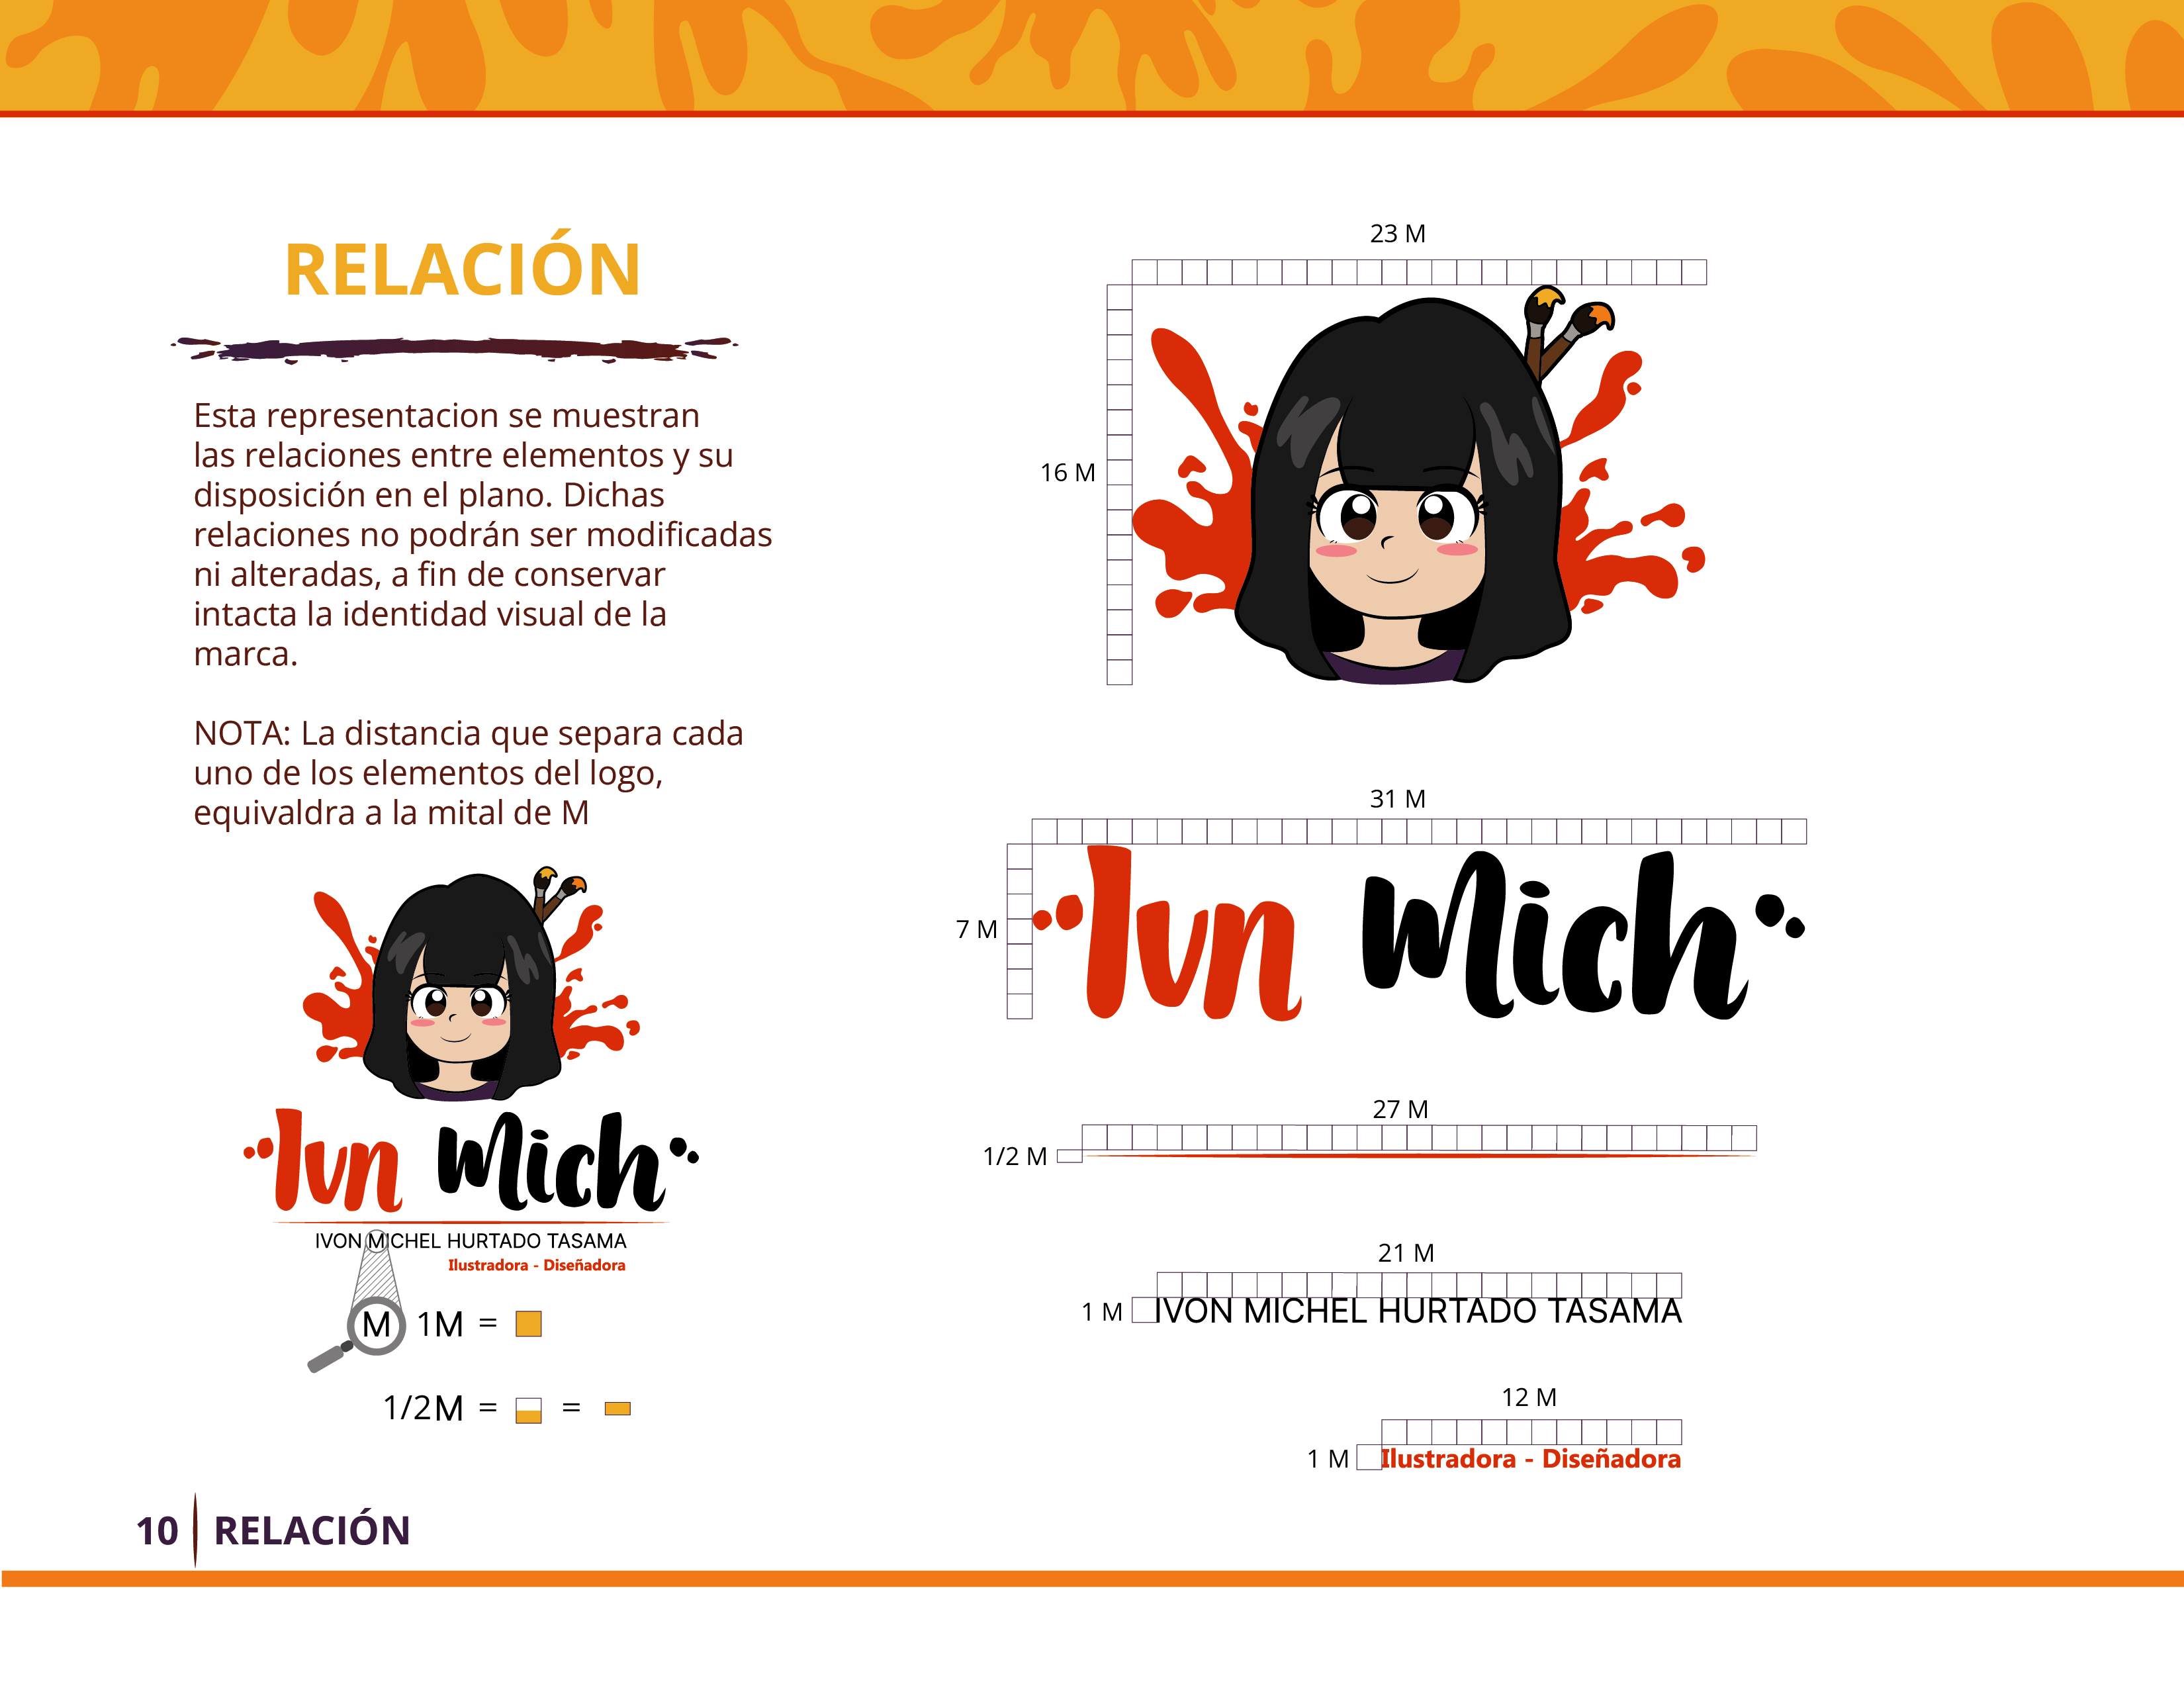 RELACIÓN
Esta representacion se muestran
las relaciones entre elementos y su
disposición en el plano. Dichas
relaciones no podrán ser modificadas
ni alteradas, a fin de conservar
intacta la identidad visual de la
marca.
NOTA: La distancia que separa cada
uno de los elementos del logo,
equivaldra a la mital de M
Ivn Mich
IVON MICHEL HURTADO TASAMA
Ilustradora - Diseñadora
M 1M =
1/2M = =
23 M
16 M
31 M
7 M
Ivn Mich
27 M
1/2 M
21 M
1 M
IVON MICHEL HURTADO TASAMA
12 M
1 M
Ilustradora - Diseñadora
10 RELACIÓN